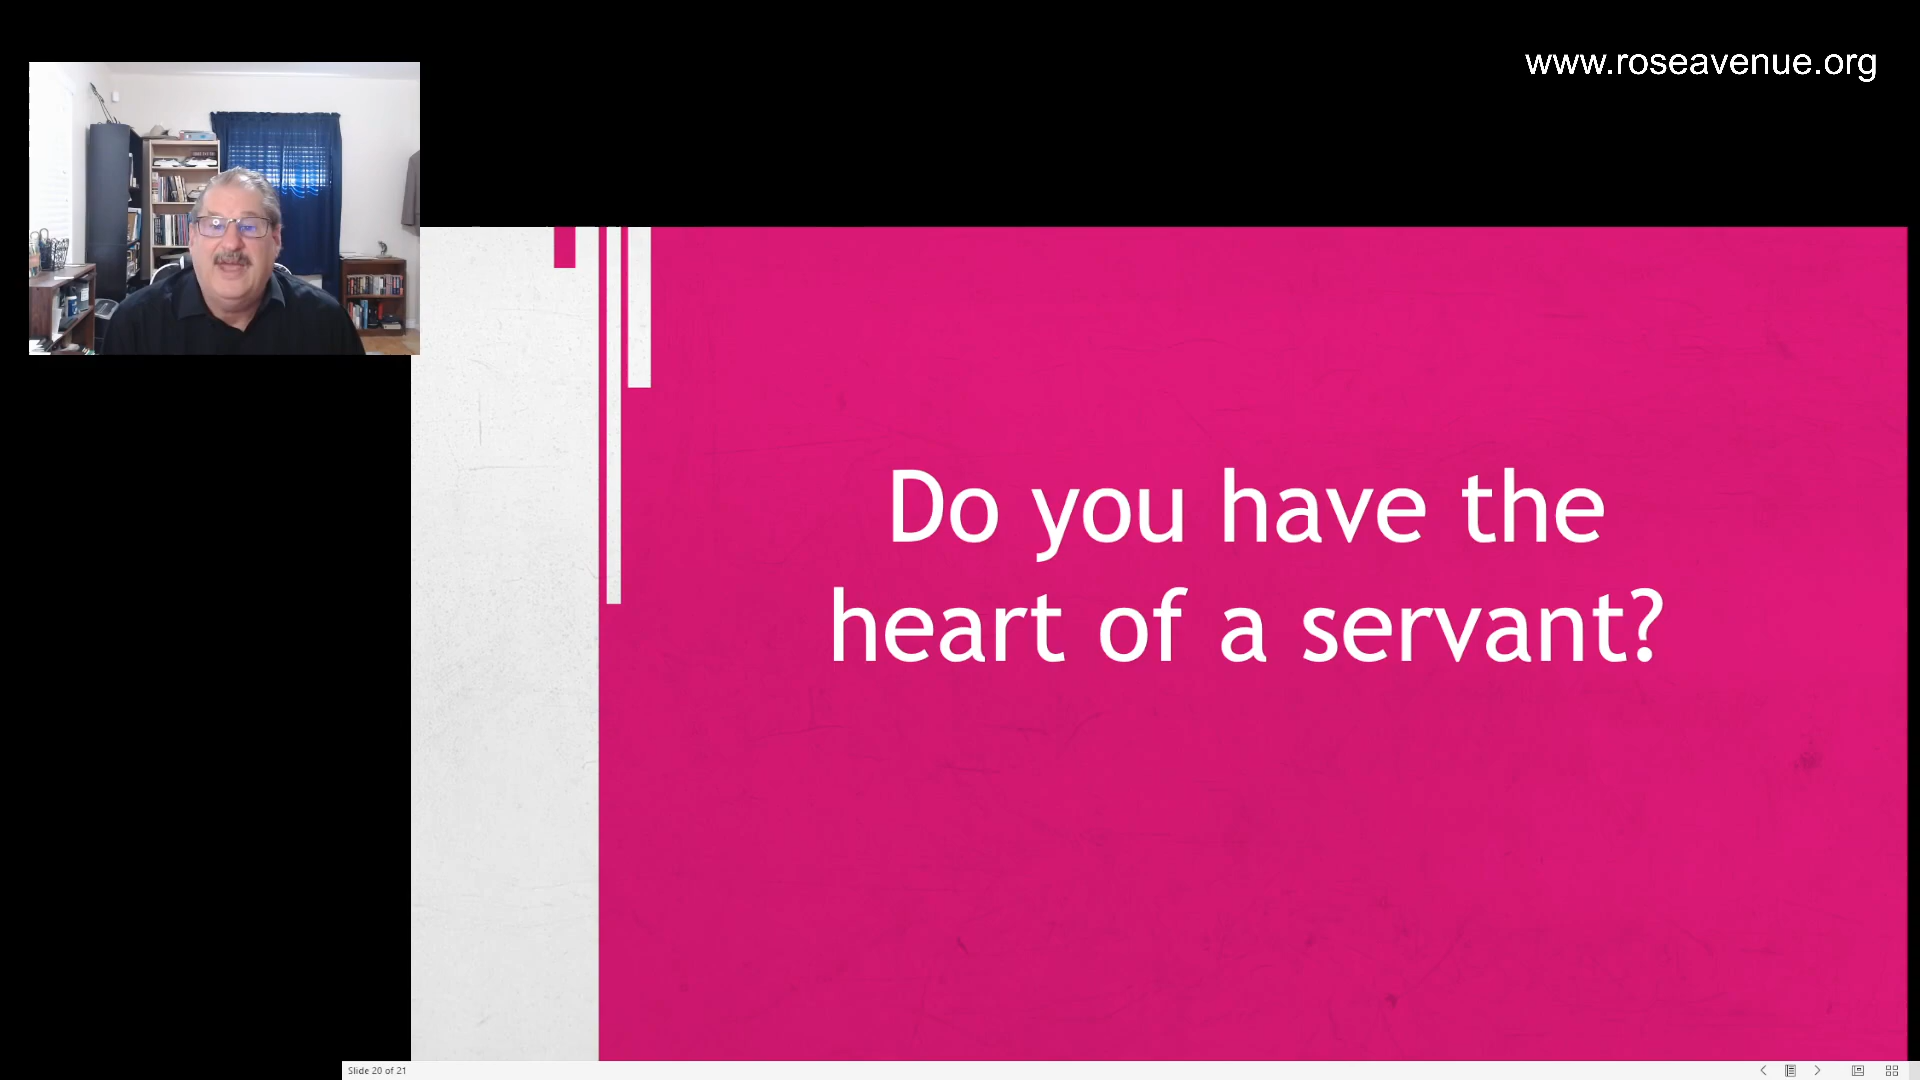 www.roseavenue.org
Do you have the
heart of a servant?
Slide 20 of 21